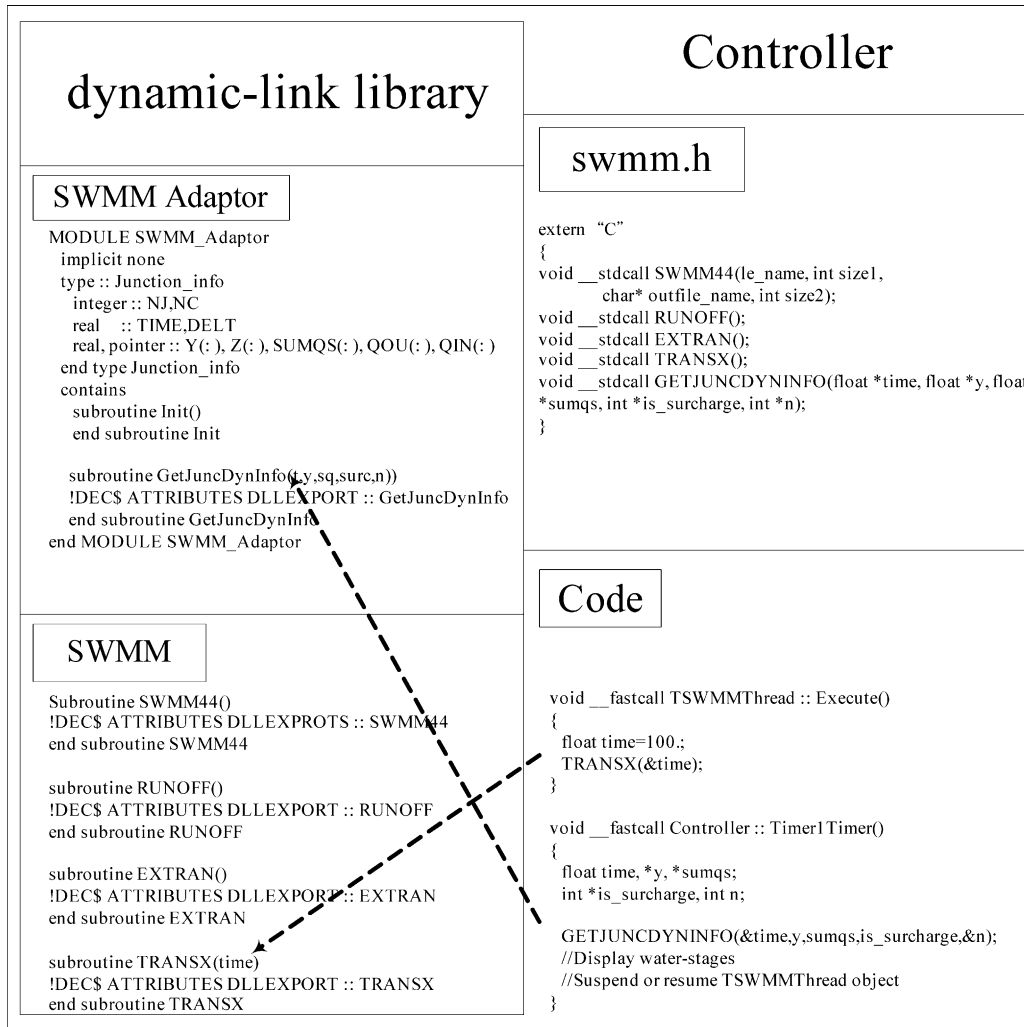 dynamic-link library
SWMM Adaptor
MODULE SWMM_Adaptor
implicit none
type :: Junction_info
integer :: NJ,NC
real :: TIME,DELT
real, pointer :: Y(: ), Z(: ), SUMQS(: ), QOU(: ), QIN(: )
end type Junction_info
contains
subroutine Init()
end subroutine Init
subroutine GetJuncDynInfo(t,y,sq,surc,n))
!DEC$ ATTRIBUTES DLLEXPORT :: GetJuncDynInfo
end subroutine GetJuncDynInfo
end MODULE SWMM_Adaptor
SWMM
Subroutine SWMM44()
!DEC$ ATTRIBUTES DLLEXPROTS :: SWMM44
end subroutine SWMM44
subroutine RUNOFF()
!DEC$ ATTRIBUTES DLLEXPORT :: RUNOFF
end subroutine RUNOFF
subroutine EXTRAN()
!DEC$ ATTRIBUTES DLLEXPORT :: EXTRAN
end subroutine EXTRAN
subroutine TRANSX(time)
!DEC$ ATTRIBUTES DLLEXPORT :: TRANSX
end subroutine TRANSX
Controller
swmm.h
extern “C”
{
void __stdcall SWMM44(le_name, int size1,
char* outfile_name, int size2);
void __stdcall RUNOFF();
void __stdcall EXTRAN();
void __stdcall TRANSX();
void __stdcall GETJUNCDYNINFO(float *time, float *y, float
*sumqs, int *is_surcharge, int *n);
}
Code
void __fastcall TSWMMThread :: Execute()
{
float time=100.;
TRANSX(&time);
}
void __fastcall Controller :: Timer1Timer()
{
float time, *y, *sumqs;
int *is_surcharge, int n;
GETJUNCDYNINFO(&time,y,sumqs,is_surcharge,&n);
//Display water-stages
//Suspend or resume TSWMMThread object
}